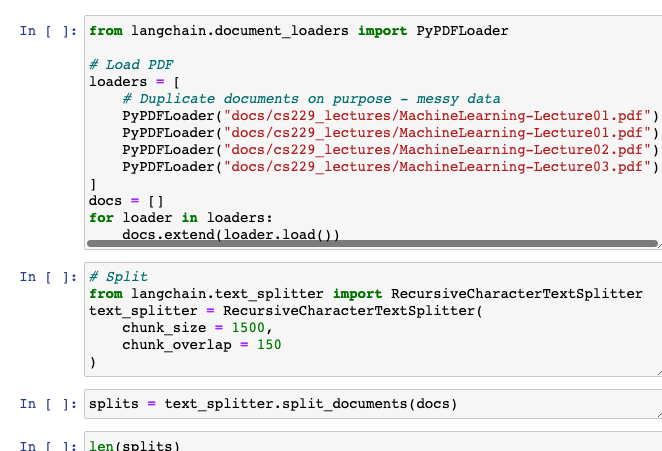 In [ ]: from langchain.document_loaders import PyPDFLoader
# Load PDF
loaders = [
    # Duplicate documents on purpose - messy data
    PyPDFLoader("docs/cs229_lectures/MachineLearning-Lecture01.pdf")
    PyPDFLoader("docs/cs229_lectures/MachineLearning-Lecture01.pdf")
    PyPDFLoader("docs/cs229_lectures/MachineLearning-Lecture02.pdf")
    PyPDFLoader("docs/cs229_lectures/MachineLearning-Lecture03.pdf")
]
docs = []
for loader in loaders:
    docs.extend(loader.load())
In [ ]: # Split
from langchain.text_splitter import RecursiveCharacterTextSplitter
text_splitter = RecursiveCharacterTextSplitter(
    chunk_size = 1500,
    chunk_overlap = 150
)
In [ ]: splits = text_splitter.split_documents(docs)
In [ ]: len(splits)